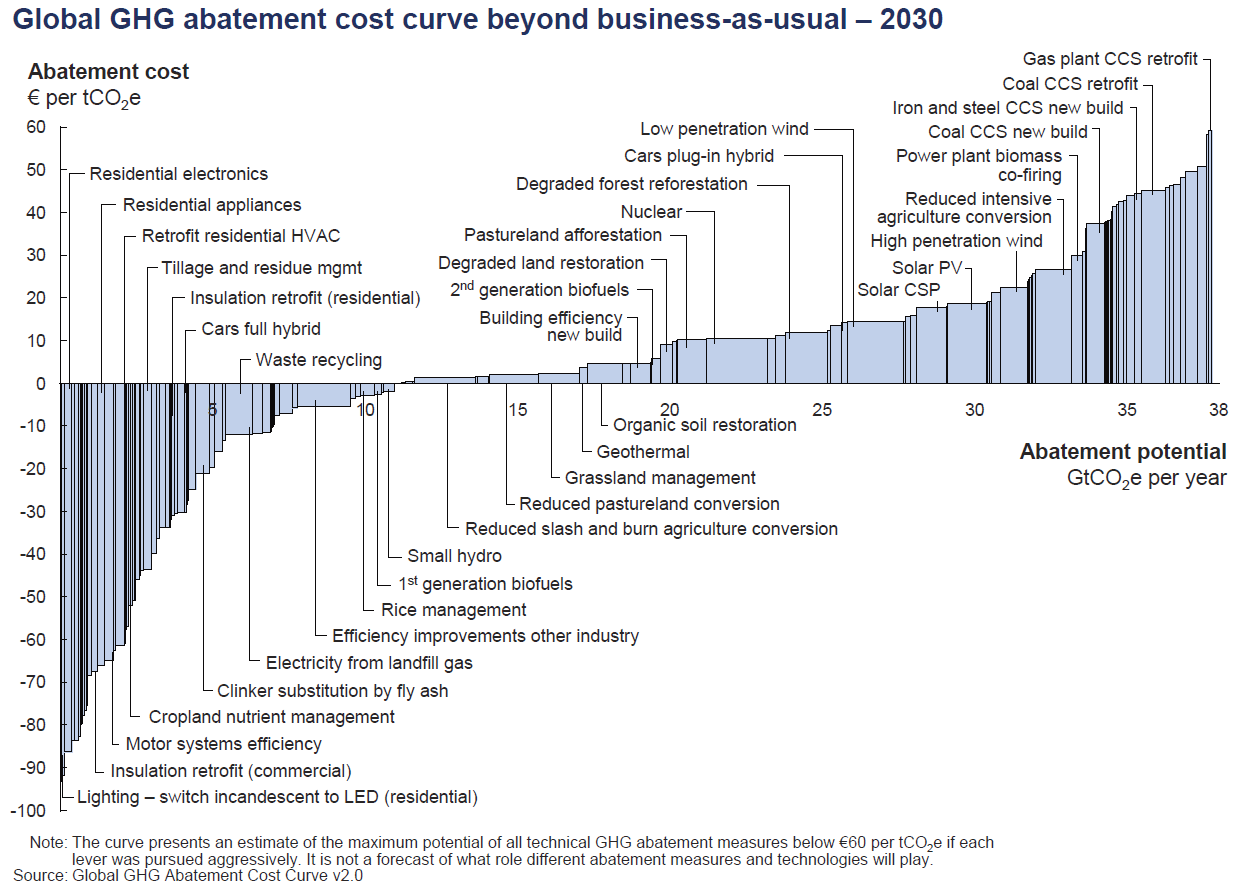 Global GHG abatement cost curve beyond business-as-usual – 2030
Abatement cost
€ per tCO2e
60
50
40
30
20
10
0
-10
-20
-30
-40
-50
-60
-70
-80
-90
-100
Residential electronics
Residential appliances
Retrofit residential HVAC
Tillage and residue mgmt
Insulation retrofit (residential)
Cars full hybrid
Waste recycling
Low penetration wind
Cars plug-in hybrid
Degraded forest reforestation
Nuclear
Pastureland afforestation
Degraded land restoration
2nd generation biofuels
Building efficiency
new build
Gas plant CCS retrofit
Coal CCS retrofit
Iron and steel CCS new build
Coal CCS new build
Power plant biomass
co-firing
Reduced intensive
agriculture conversion
High penetration wind
Solar PV
Solar CSP
5
10
15
20
25
30
35
38
Abatement potential
GtCO2e per year
Organic soil restoration
Geothermal
Grassland management
Reduced pastureland conversion
Reduced slash and burn agriculture conversion
Small hydro
1st generation biofuels
Rice management
Efficiency improvements other industry
Electricity from landfill gas
Clinker substitution by fly ash
Cropland nutrient management
Motor systems efficiency
Insulation retrofit (commercial)
Lighting – switch incandescent to LED (residential)
Note: The curve presents an estimate of the maximum potential of all technical GHG abatement measures below €60 per tCO2e if each
lever was pursued aggressively. It is not a forecast of what role different abatement measures and technologies will play.
Source: Global GHG Abatement Cost Curve v2.0